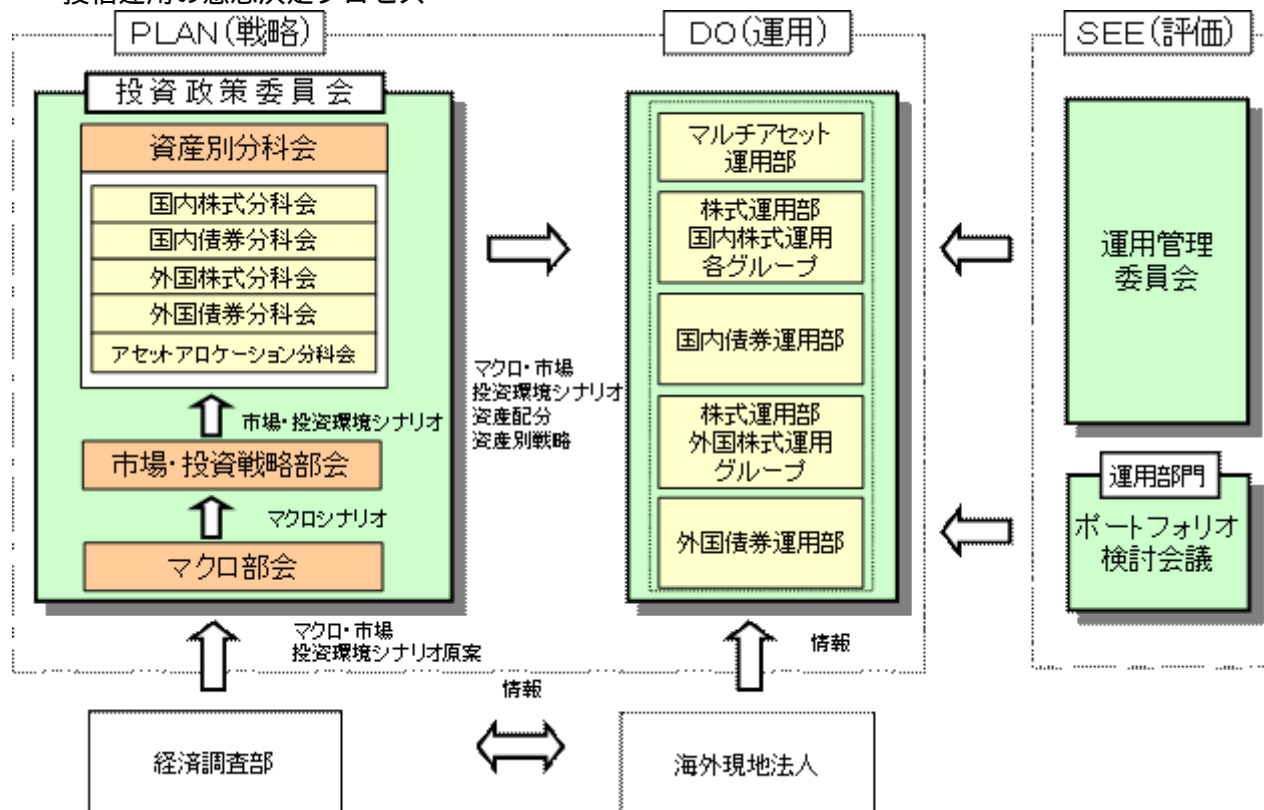 投信運用の意思決定プロセス
PLAN(戦略)
投資政策委員会
資産別分科会
国内株式分科会
国内債券分科会
外国株式分科会
外国債券分科会
アセットアロケーション分科会
市場・投資環境シナリオ
市場・投資戦略部会
マクロシナリオ
マクロ部会
マクロ・市場
投資環境シナリオ原案
経済調査部
マクロ・市場
投資環境シナリオ
資産配分
資産別戦略
DO(運用)
マルチアセット
運用部
株式運用部
国内株式運用
各グループ
国内債券運用部
株式運用部
外国株式運用
グループ
外国債券運用部
情報
情報
海外現地法人
SEE(評価)
運用管理
委員会
運用部門
ポートフォリオ
検討会議